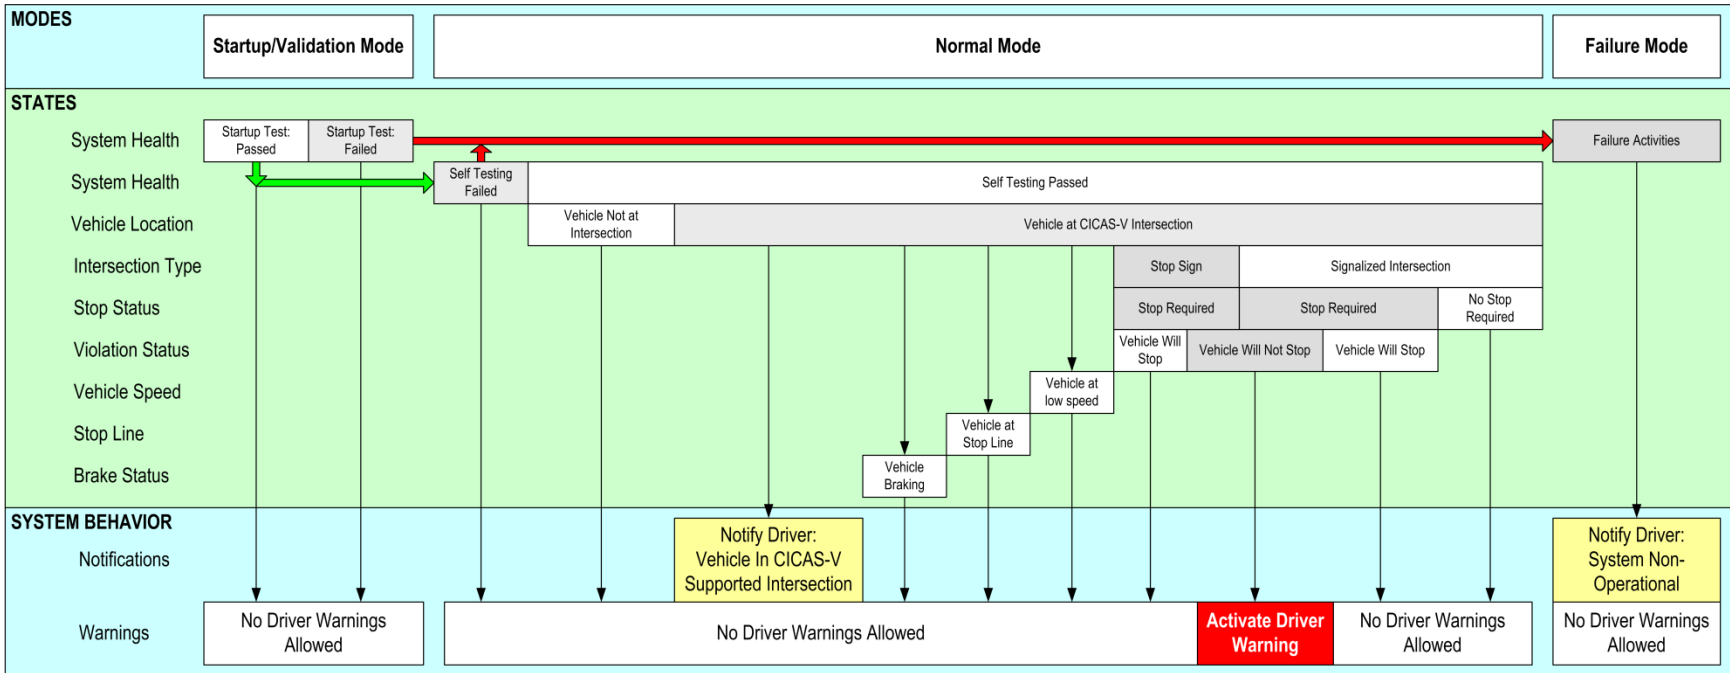 MODES
Startup/Validation Mode
Normal Mode
Failure Mode
STATES
System Health
Startup Test:
Passed
Startup Test:
Failed
Failure Activities
System Health
Self Testing
Failed
Self Testing Passed
Vehicle Location
Vehicle Not at
Intersection
Vehicle at CICAS-V Intersection
Intersection Type
Stop Sign
Signalized Intersection
Stop Status
Stop Required
Stop Required
No Stop
Required
Violation Status
Vehicle Will
Stop
Vehicle Will Not Stop
Vehicle Will Stop
Vehicle Speed
Vehicle at
low speed
Stop Line
Vehicle at
Stop Line
Brake Status
Vehicle
Braking
SYSTEM BEHAVIOR
Notifications
Notify Driver:
Vehicle In CICAS-V
Supported Intersection
Notify Driver:
System Non-
Operational
Warnings
No Driver Warnings
Allowed
No Driver Warnings Allowed
Activate Driver
Warning
No Driver Warnings
Allowed
No Driver Warnings
Allowed